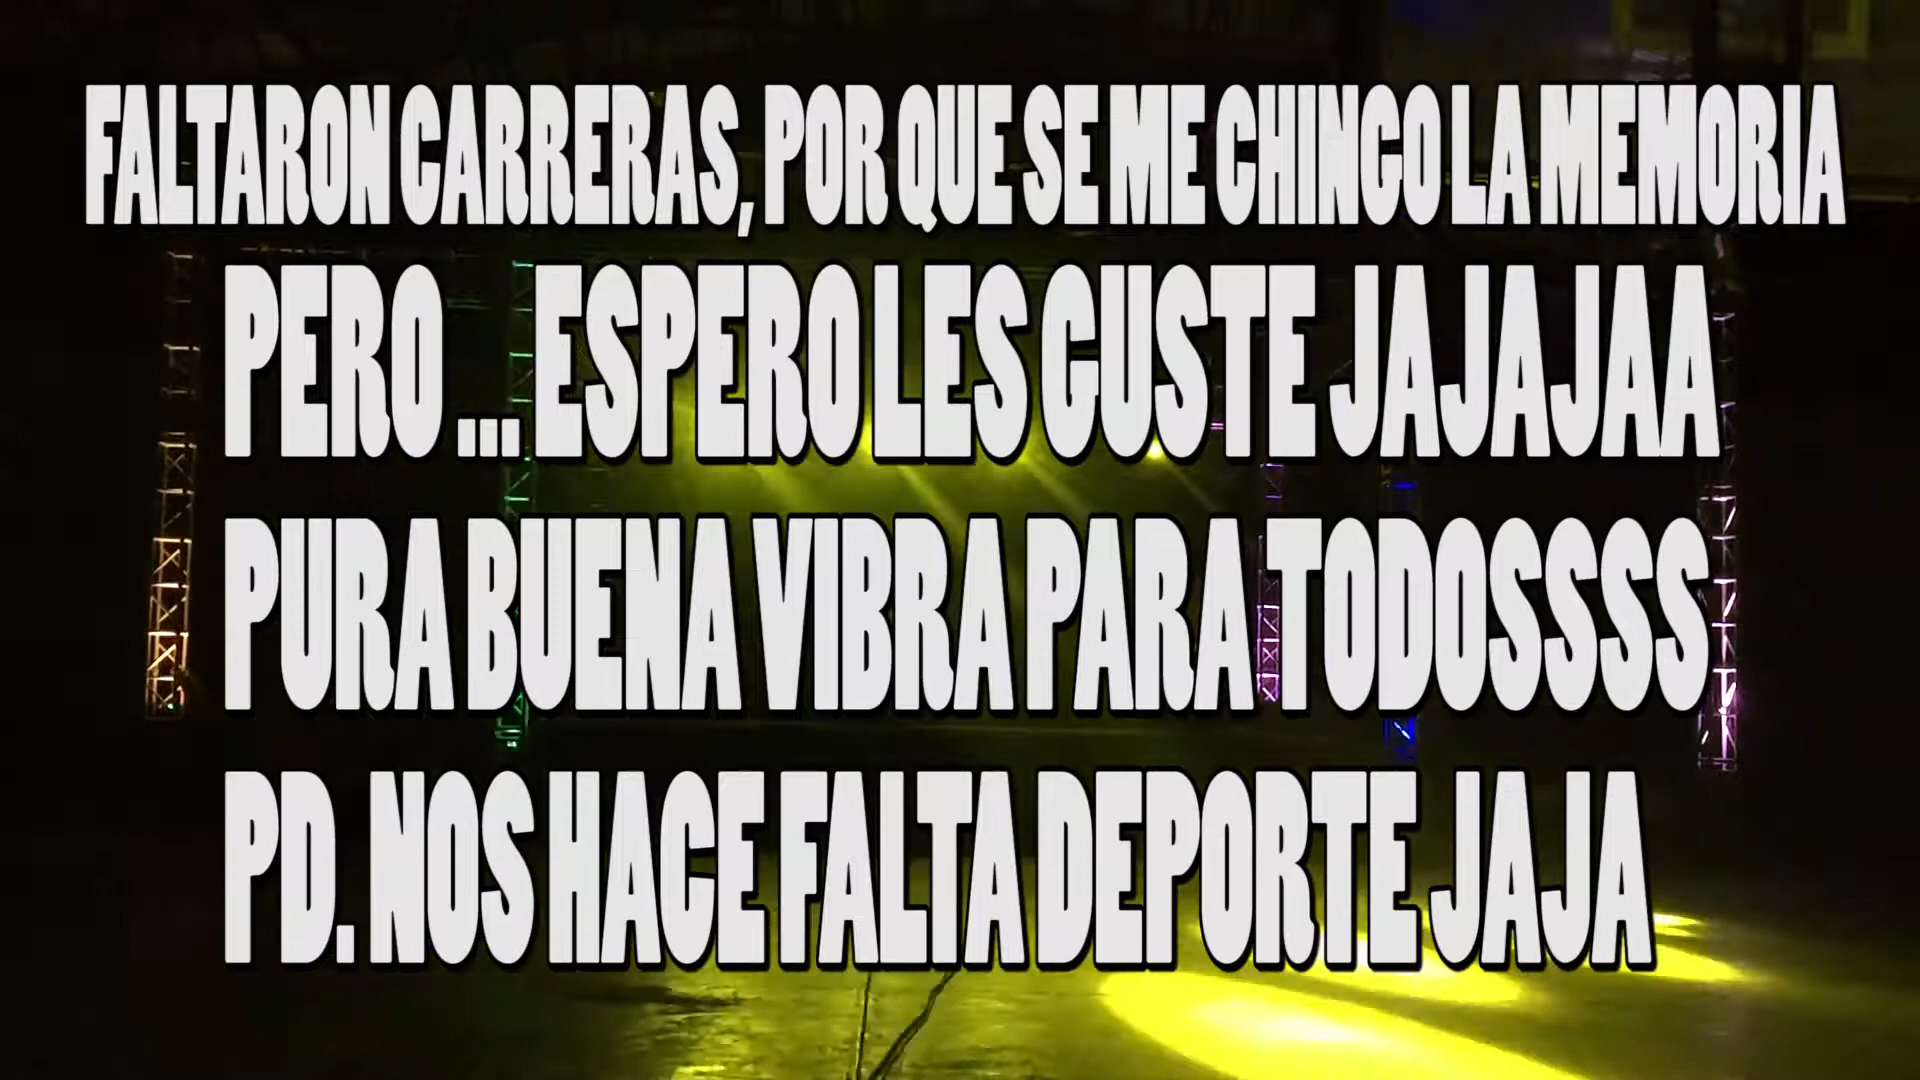 FALTARON CARRERAS, POR QUE SE ME CHINGO LA MEMORIA
PERO ... ESPERO LES GUSTE JAJAJAA
PURA BUENA VIBRA PARA TODOSSSS
PD. NOS HACE FALTA DEPORTE JAJA